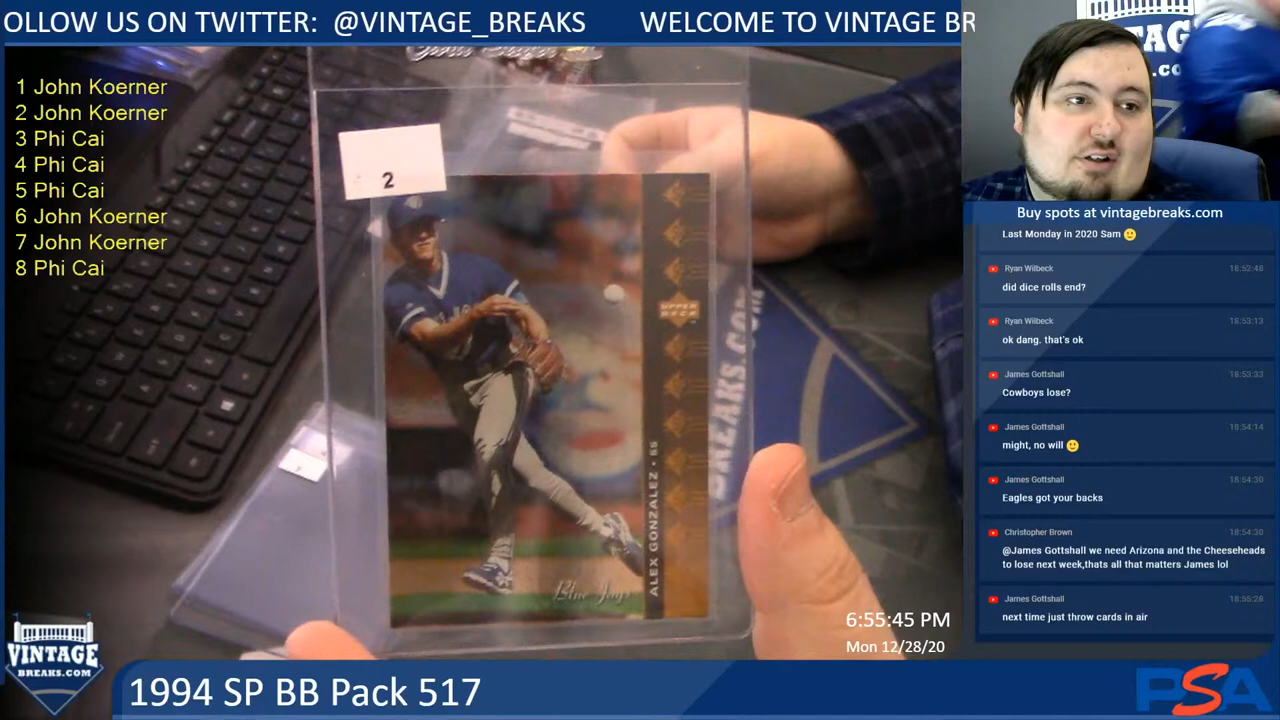 OLLOW US ON TWITTER:  @VINTAGE_BREAKS
WELCOME TO VINTAGE BR
1 John Koerner
2 John Koerner
3 Phi Cai
4 Phi Cai
5 Phi Cai
6 John Koerner
7 John Koerner
8 Phi Cai
2
UPPER
DECK
ALEX GONZALEZ • SS
Blue Jays
BREAKS.COM
Buy spots at vintagebreaks.com
Last Monday in 2020 Sam 🙂
Ryan Wilbeck 18:52:48
did dice rolls end?
Ryan Wilbeck 18:53:13
ok dang. that's ok
James Gottshall 18:53:33
Cowboys lose?
James Gottshall 18:54:14
might, no will 🙂
James Gottshall 18:54:30
Eagles got your backs
Christopher Brown 18:54:30
@James Gottshall we need Arizona and the Cheeseheads
to lose next week,thats all that matters James lol
James Gottshall 18:55:28
next time just throw cards in air
6:55:45 PM
Mon 12/28/20
VINTAGE
BREAKS.COM
1994 SP BB Pack 517
PSA